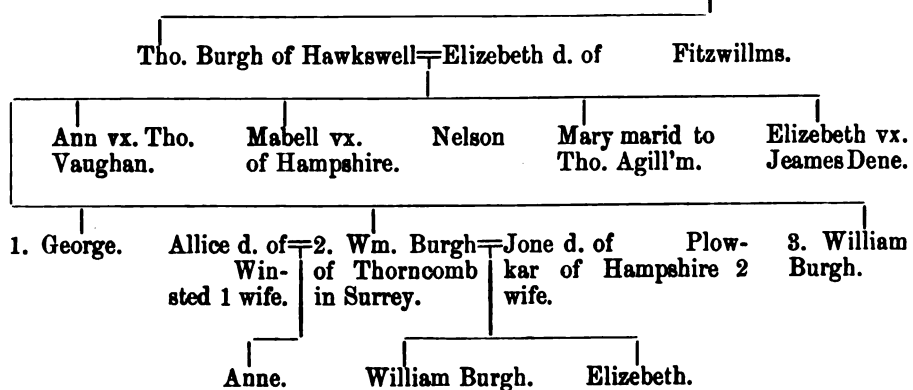 Tho. Burgh of Hawkswell=Elizebeth d. of Fitzwillms.
Ann vx. Tho. Vaughan.
Mabell vx. Nelson of Hampshire.
Mary marid to Tho. Agill'm.
Elizebeth vx. Jeames Dene.
1. George.
Allice d. of Win-
sted 1 wife.
=2. Wm. Burgh=
of Thorncomb
in Surrey.
Jone d. of Plow-
kar of Hampshire 2
wife.
3. William
Burgh.
Anne.
William Burgh.
Elizebeth.